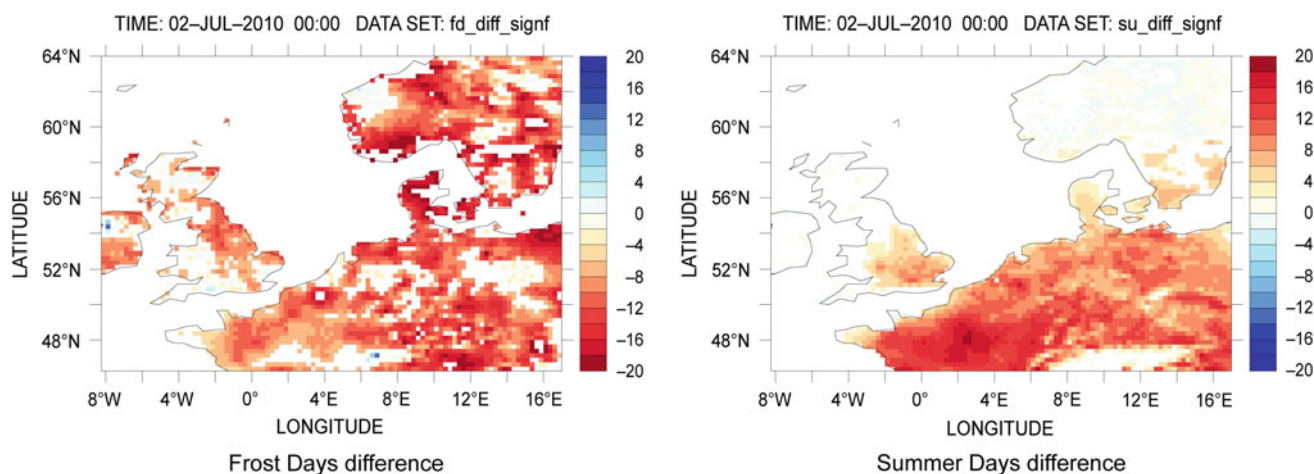 TIME: 02–JUL–2010 00:00 DATA SET: fd_diff_signf
64°N
60°N
56°N
52°N
48°N
LATITUDE
8°W 4°W 0° 4°E 8°E 12°E 16°E
LONGITUDE
20
16
12
8
4
0
−4
−8
−12
−16
−20
Frost Days difference
TIME: 02–JUL–2010 00:00 DATA SET: su_diff_signf
64°N
60°N
56°N
52°N
48°N
LATITUDE
8°W 4°W 0° 4°E 8°E 12°E 16°E
LONGITUDE
20
16
12
8
4
0
−4
−8
−12
−16
−20
Summer Days difference